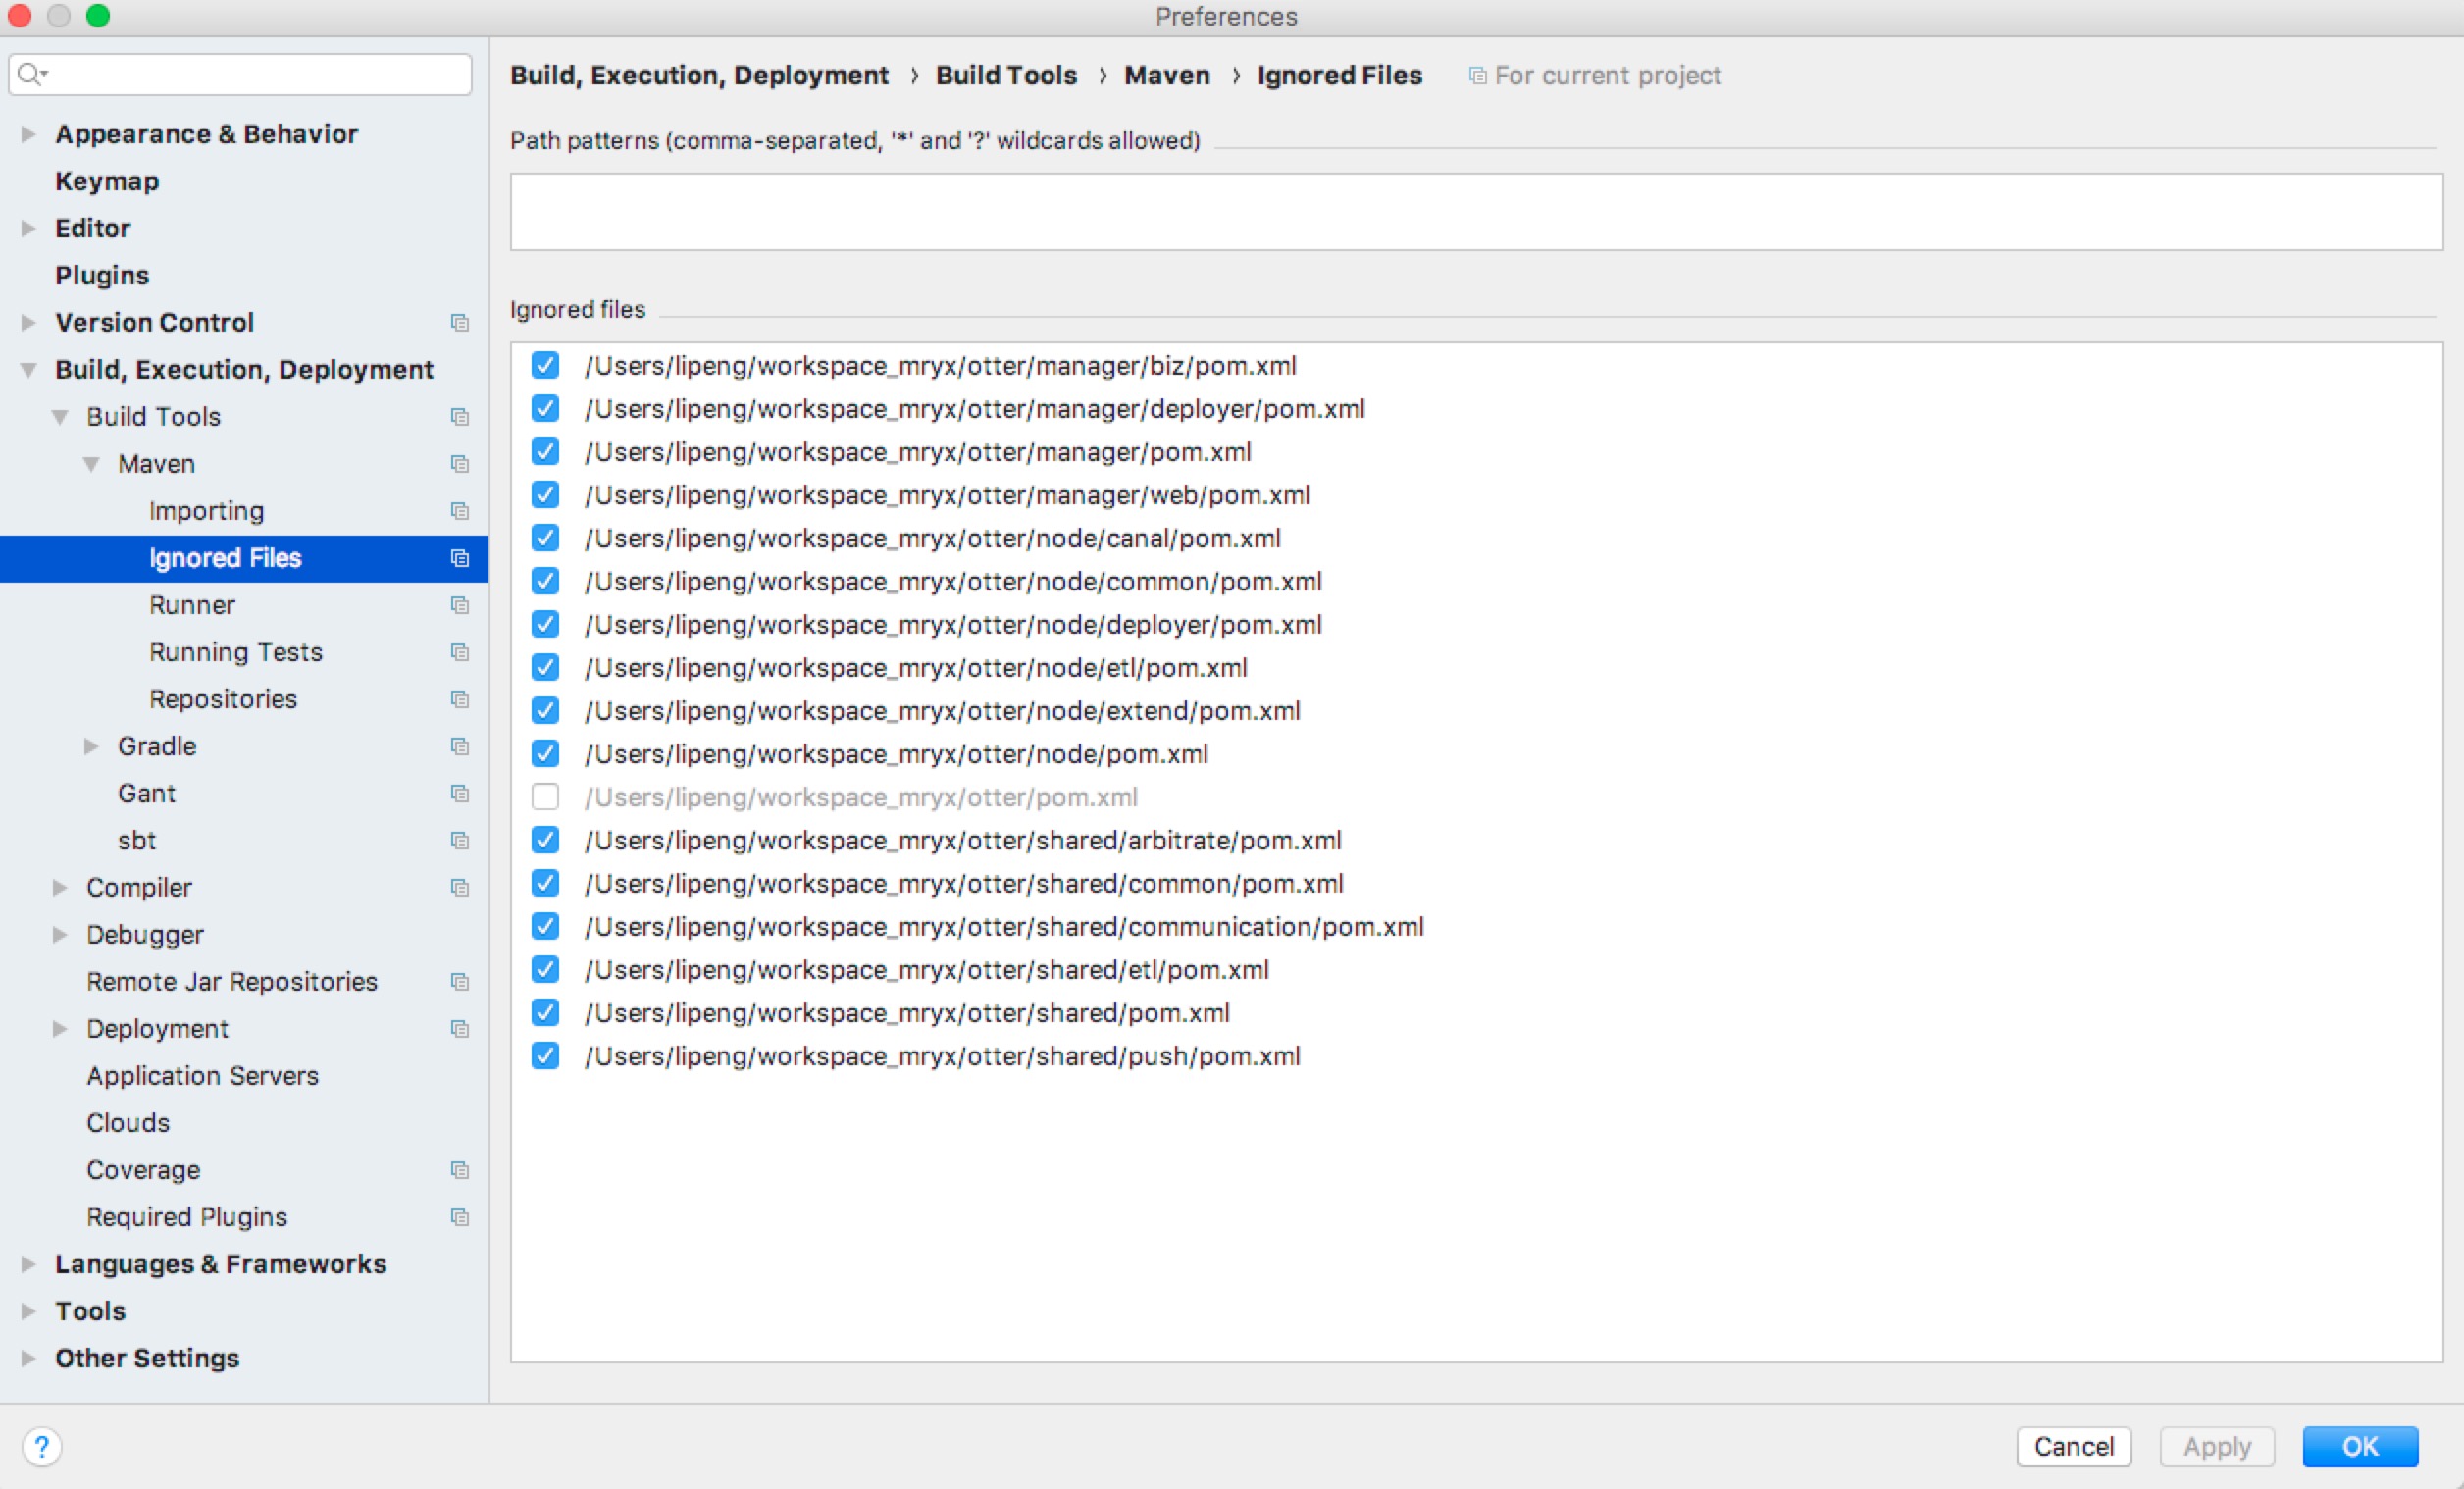 Preferences
Appearance & Behavior
Keymap
Editor
Plugins
Version Control
Build, Execution, Deployment
Build Tools
Maven
Importing
Ignored Files
Runner
Running Tests
Repositories
Gradle
Gant
sbt
Compiler
Debugger
Remote Jar Repositories
Deployment
Application Servers
Clouds
Coverage
Required Plugins
Languages & Frameworks
Tools
Other Settings
Build, Execution, Deployment › Build Tools › Maven › Ignored Files For current project
Path patterns (comma-separated, '*' and '?' wildcards allowed)
Ignored files
/Users/lipeng/workspace_mryx/otter/manager/biz/pom.xml
/Users/lipeng/workspace_mryx/otter/manager/deployer/pom.xml
/Users/lipeng/workspace_mryx/otter/manager/pom.xml
/Users/lipeng/workspace_mryx/otter/manager/web/pom.xml
/Users/lipeng/workspace_mryx/otter/node/canal/pom.xml
/Users/lipeng/workspace_mryx/otter/node/common/pom.xml
/Users/lipeng/workspace_mryx/otter/node/deployer/pom.xml
/Users/lipeng/workspace_mryx/otter/node/etl/pom.xml
/Users/lipeng/workspace_mryx/otter/node/extend/pom.xml
/Users/lipeng/workspace_mryx/otter/node/pom.xml
/Users/lipeng/workspace_mryx/otter/pom.xml
/Users/lipeng/workspace_mryx/otter/shared/arbitrate/pom.xml
/Users/lipeng/workspace_mryx/otter/shared/common/pom.xml
/Users/lipeng/workspace_mryx/otter/shared/communication/pom.xml
/Users/lipeng/workspace_mryx/otter/shared/etl/pom.xml
/Users/lipeng/workspace_mryx/otter/shared/pom.xml
/Users/lipeng/workspace_mryx/otter/shared/push/pom.xml
?
Cancel
Apply
OK